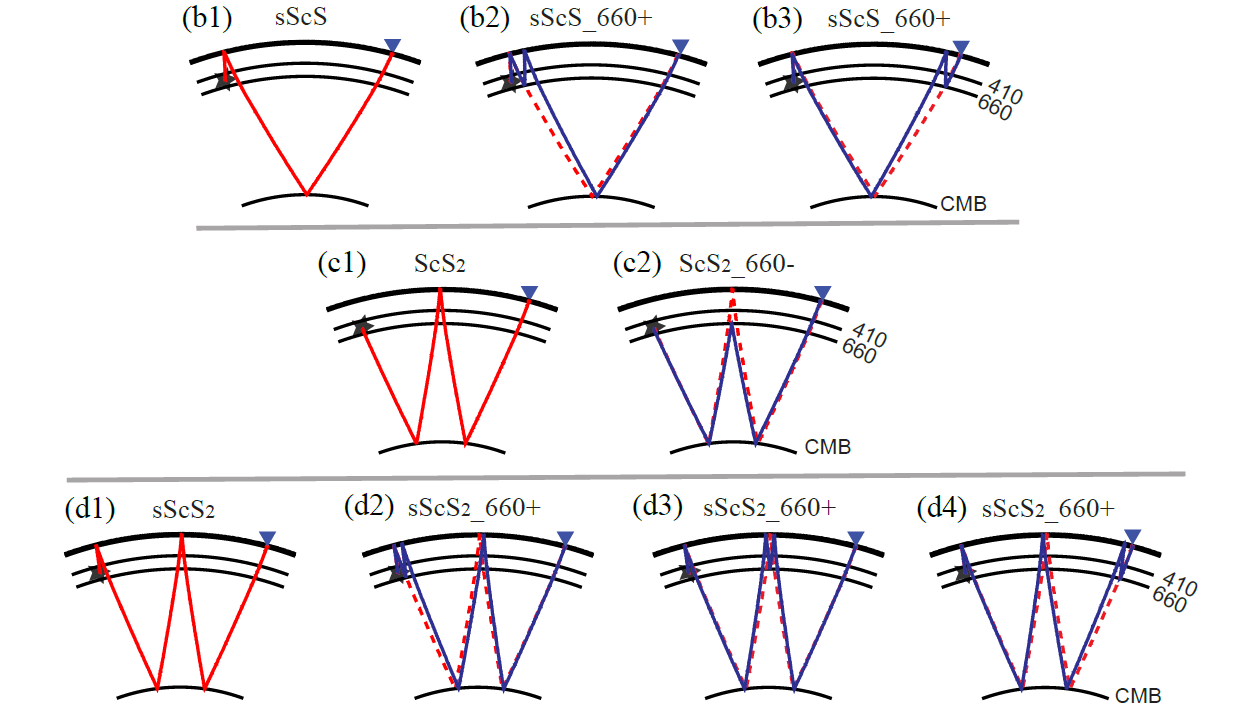 (b1) sScS
(b2) sScS_660+
(b3) sScS_660+
410
660
CMB
(c1) ScS2
(c2) ScS2_660-
410
660
CMB
(d1) sScS2
(d2) sScS2_660+
(d3) sScS2_660+
(d4) sScS2_660+
410
660
CMB